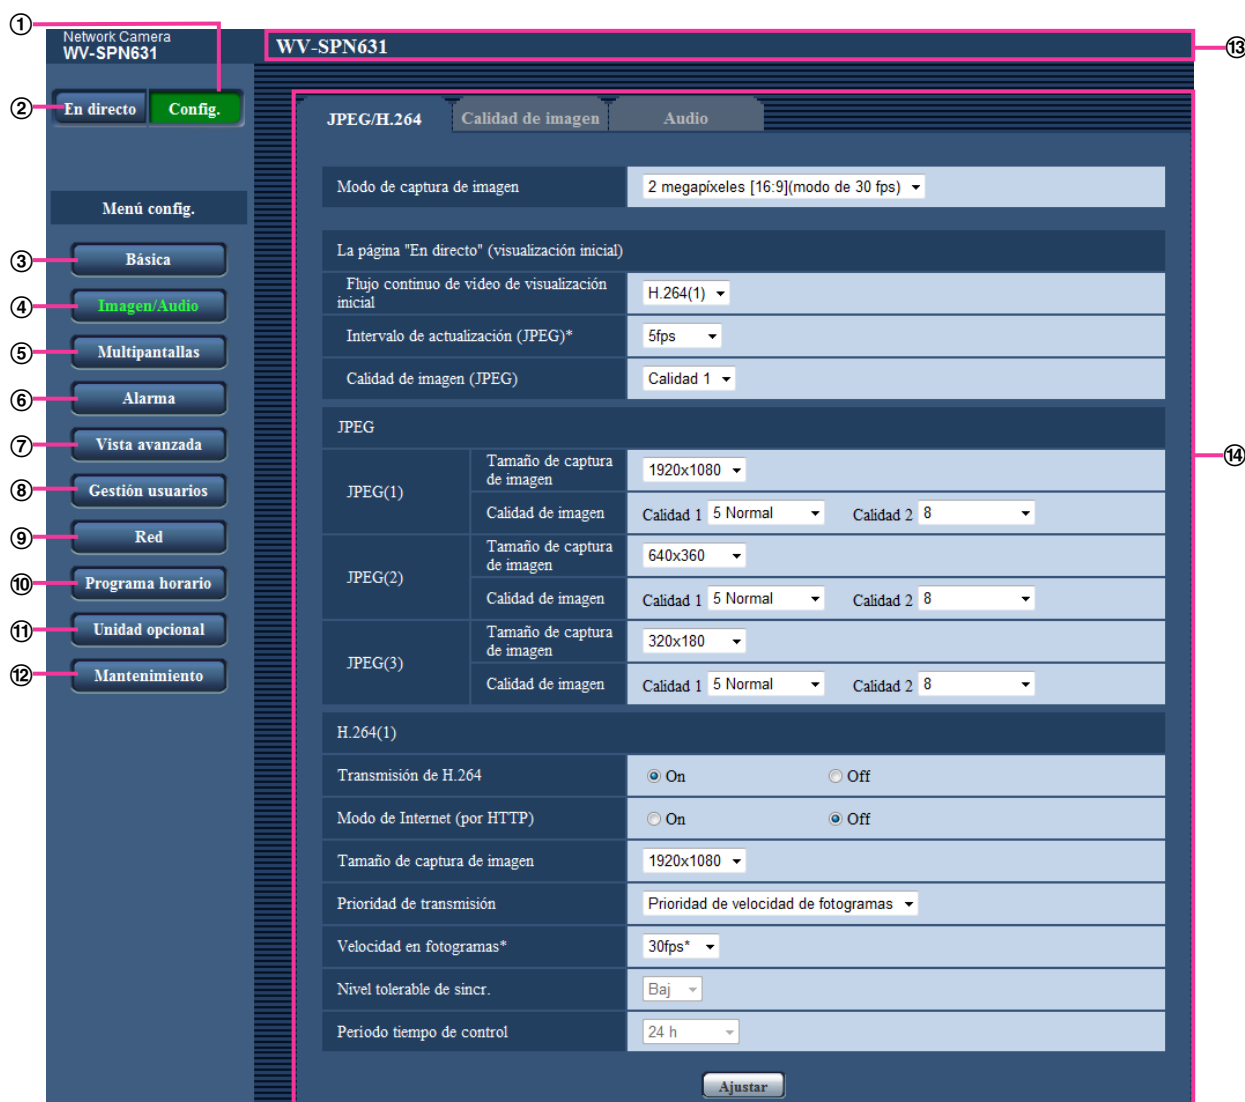 ①
Network Camera
WV-SPN631
WV-SPN631
⑬
② En directo Config.
JPEG/H.264 Calidad de imagen Audio
Modo de captura de imagen 2 megapíxeles [16:9](modo de 30 fps)
Menú config.
La página "En directo" (visualización inicial)
③ Básica
Flujo continuo de vídeo de visualización
inicial
H.264(1)
④ Imagen/Audio
Intervalo de actualización (JPEG)* 5fps
⑤ Multipantallas
Calidad de imagen (JPEG) Calidad 1
⑥ Alarma
JPEG
⑦ Vista avanzada
⑭
JPEG(1)
Tamaño de captura
de imagen
1920x1080
Calidad de imagen Calidad 1 5 Normal Calidad 2 8
⑧ Gestión usuarios
⑨ Red
JPEG(2)
Tamaño de captura
de imagen
640x360
Calidad de imagen Calidad 1 5 Normal Calidad 2 8
⑩ Programa horario
⑪ Unidad opcional
JPEG(3)
Tamaño de captura
de imagen
320x180
Calidad de imagen Calidad 1 5 Normal Calidad 2 8
⑫ Mantenimiento
H.264(1)
Transmisión de H.264 On Off
Modo de Internet (por HTTP) On Off
Tamaño de captura de imagen 1920x1080
Prioridad de transmisión Prioridad de velocidad de fotogramas
Velocidad en fotogramas* 30fps*
Nivel tolerable de sincr. Baj
Periodo tiempo de control 24 h
Ajustar